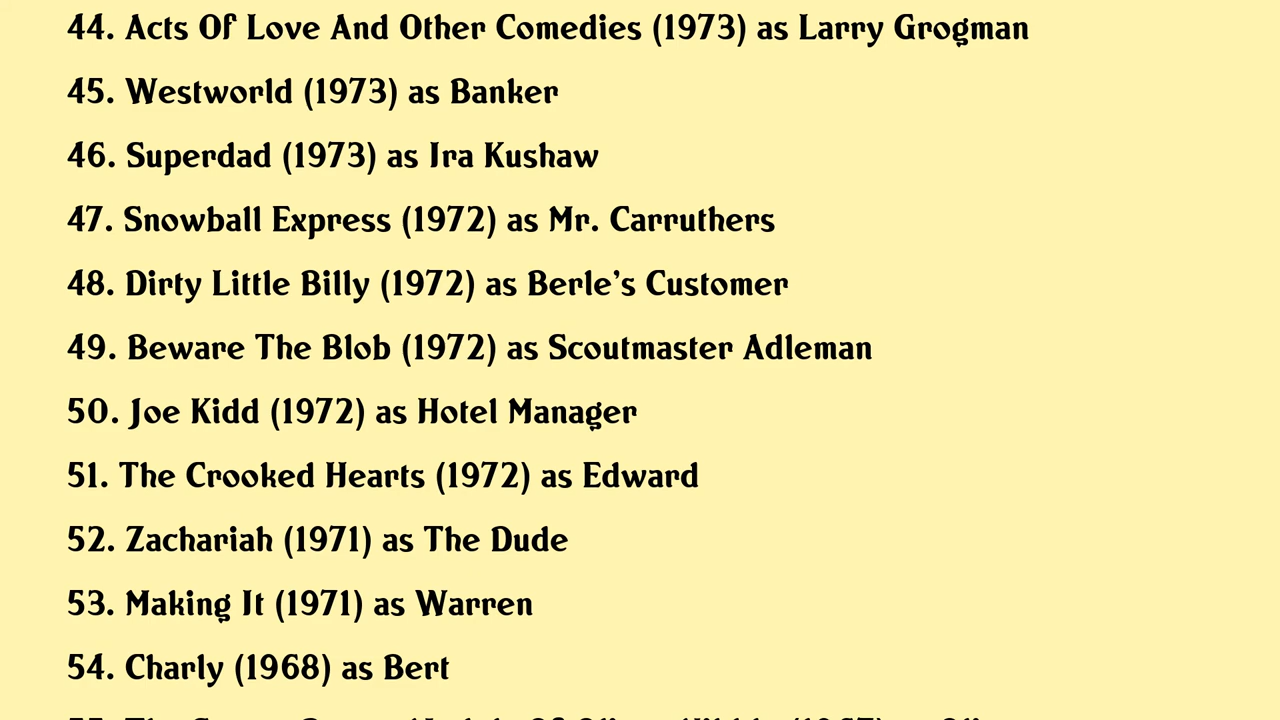 44. Acts Of Love And Other Comedies (1973) as Larry Grogman
45. Westworld (1973) as Banker
46. Superdad (1973) as Ira Kushaw
47. Snowball Express (1972) as Mr. Carruthers
48. Dirty Little Billy (1972) as Berle's Customer
49. Beware The Blob (1972) as Scoutmaster Adleman
50. Joe Kidd (1972) as Hotel Manager
51. The Crooked Hearts (1972) as Edward
52. Zachariah (1971) as The Dude
53. Making It (1971) as Warren
54. Charly (1968) as Bert